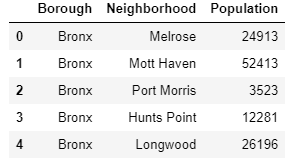 Borough Neighborhood Population
0 Bronx Melrose 24913
1 Bronx Mott Haven 52413
2 Bronx Port Morris 3523
3 Bronx Hunts Point 12281
4 Bronx Longwood 26196